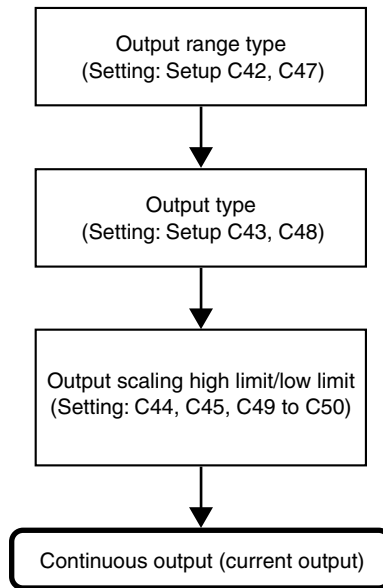 Output range type
(Setting: Setup C42, C47)
Output type
(Setting: Setup C43, C48)
Output scaling high limit/low limit
(Setting: C44, C45, C49 to C50)
Continuous output (current output)